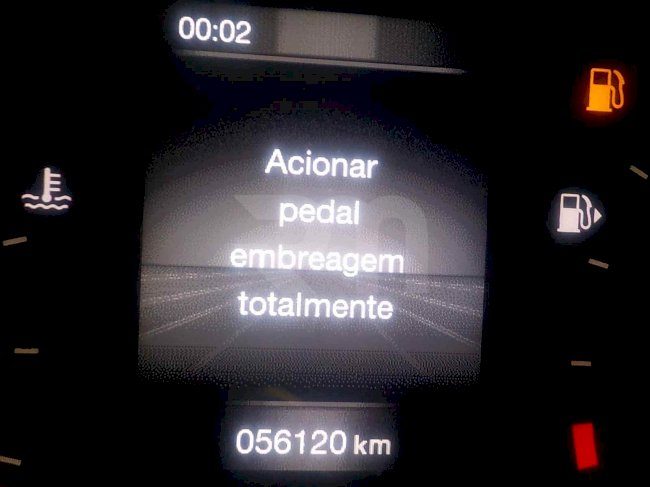 00:02
Acionar
pedal
embreagem
totalmente
056120 km